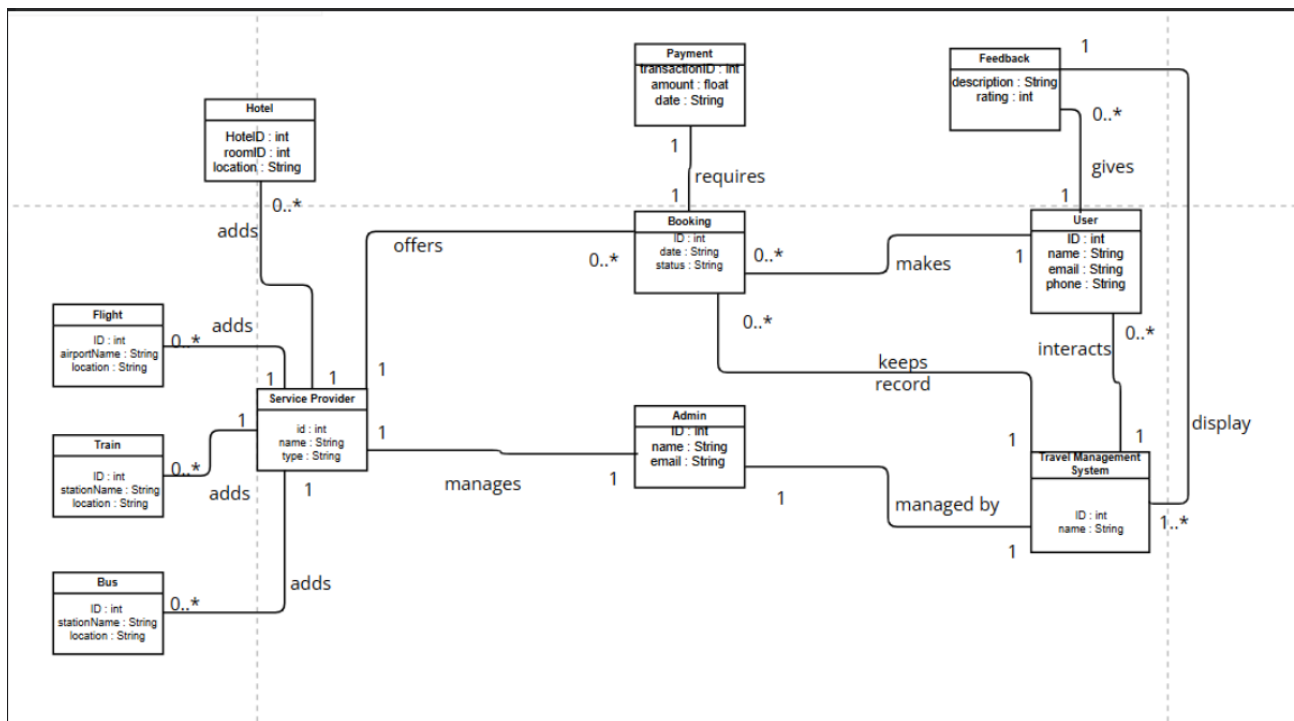 Payment
transactionID : int
amount : float
date : String
1
Feedback
description : String
rating : int
1
0..*
gives
1
Hotel
HotelD : int
roomID : int
location : String
0..*
adds
requires
1
Booking
ID : int
date : String
status : String
0..*
offers
0..*
makes
1
User
ID : int
name : String
email : String
phone : String
0..*
interacts
0..*
keeps
record
Flight
ID : int
airportName : String
location : String
0..*
adds
1
1
1
Service Provider
id : int
name : String
type : String
1
1
1
manages
1
Train
ID : int
stationName : String
location : String
0..*
adds
Bus
ID : int
stationName : String
location : String
0..*
adds
Admin
ID : int
name : String
email : String
1
managed by
1
1
1
Travel Management
System
ID : int
name : String
1..*
display